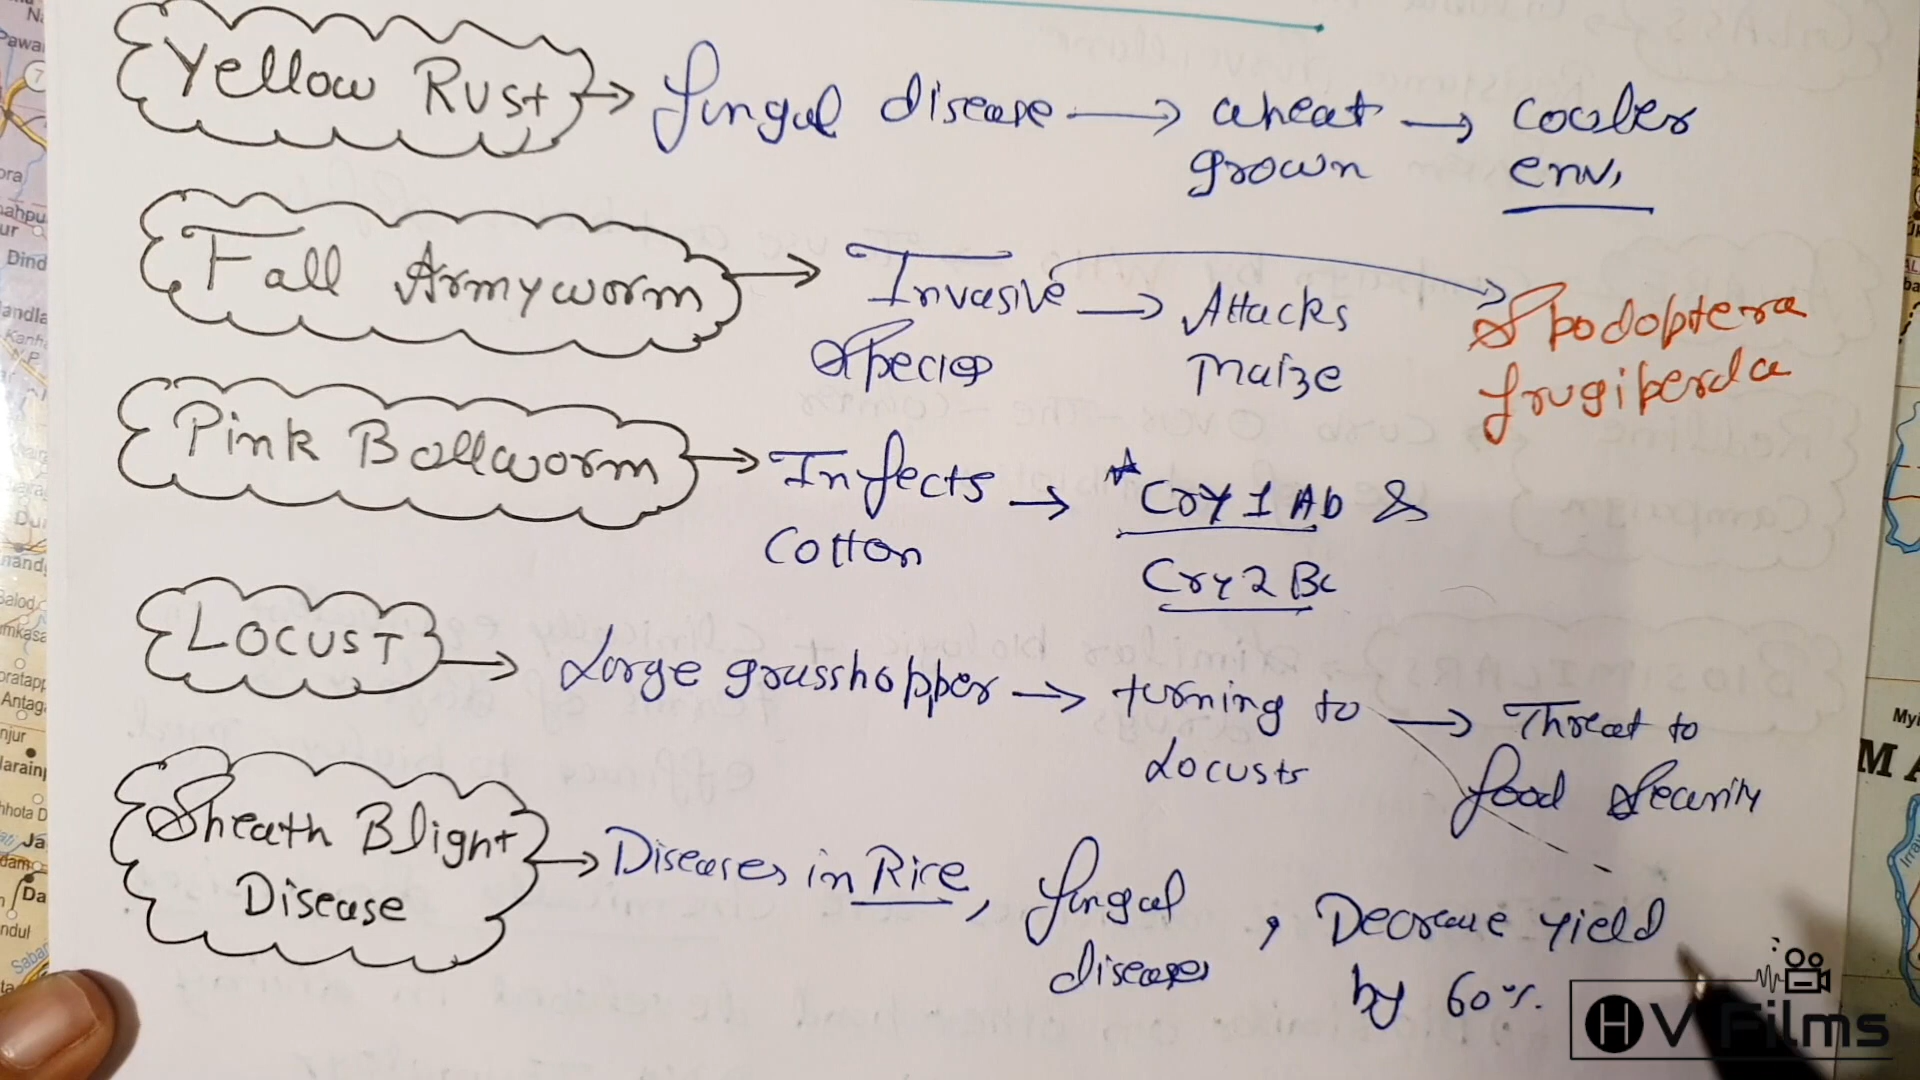 Yellow Rust → fungal disease → wheat grown → cooler env.
Fall Armyworm → Invasive Species → Attacks Maize
Spodoptera frugiperda
Pink Bollworm → Infects Cotton → Cry 1 Ab &
Cry 2 Bc
LOCUST → Large grasshopper → turning to Locusts → Threat to food Security
Sheath Blight Disease → Diseases in Rice, fungal diseases, Decrease yield by 60%.
H V Films
MA